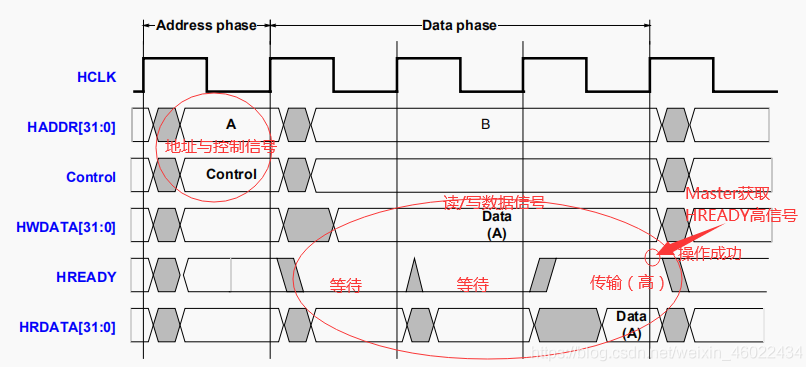 Address phase
Data phase
HCLK
HADDR[31:0]
A
B
地址与控制信号
Control
Control
读/写数据信号
Master获取
HREADY高信号
HWDATA[31:0]
Data
(A)
操作成功
HREADY
等待
等待
传输（高）
HRDATA[31:0]
Data
(A)
https://blog.csdn.net/weixin_46022434